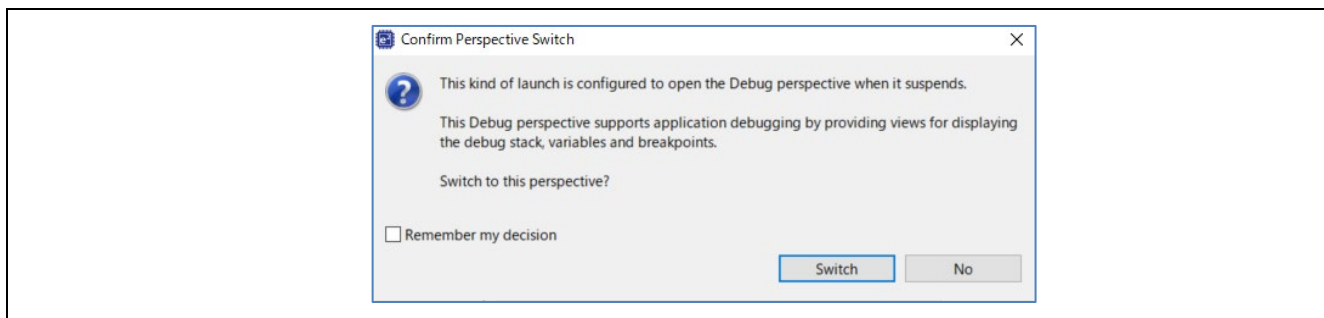 Confirm Perspective Switch
This kind of launch is configured to open the Debug perspective when it suspends.
This Debug perspective supports application debugging by providing views for displaying
the debug stack, variables and breakpoints.
Switch to this perspective?
Remember my decision
Switch No